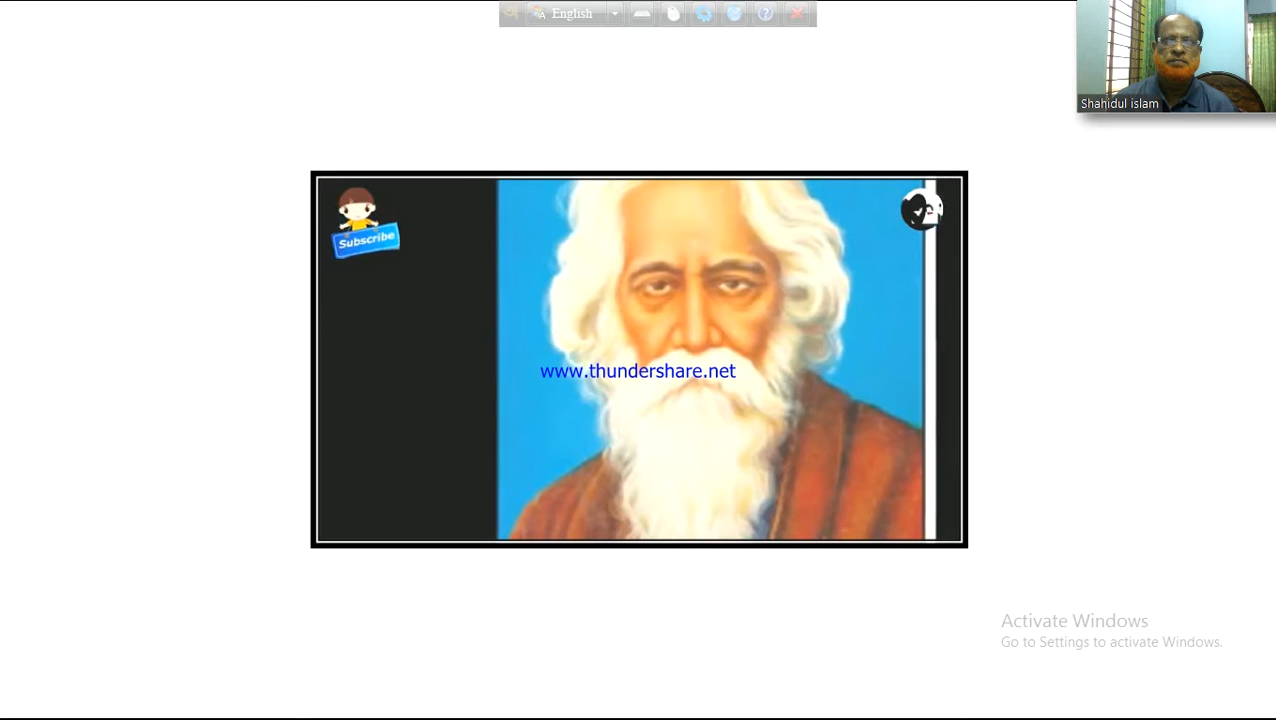 English
Shahidul islam
Subscribe
www.thundershare.net
Activate Windows
Go to Settings to activate Windows.